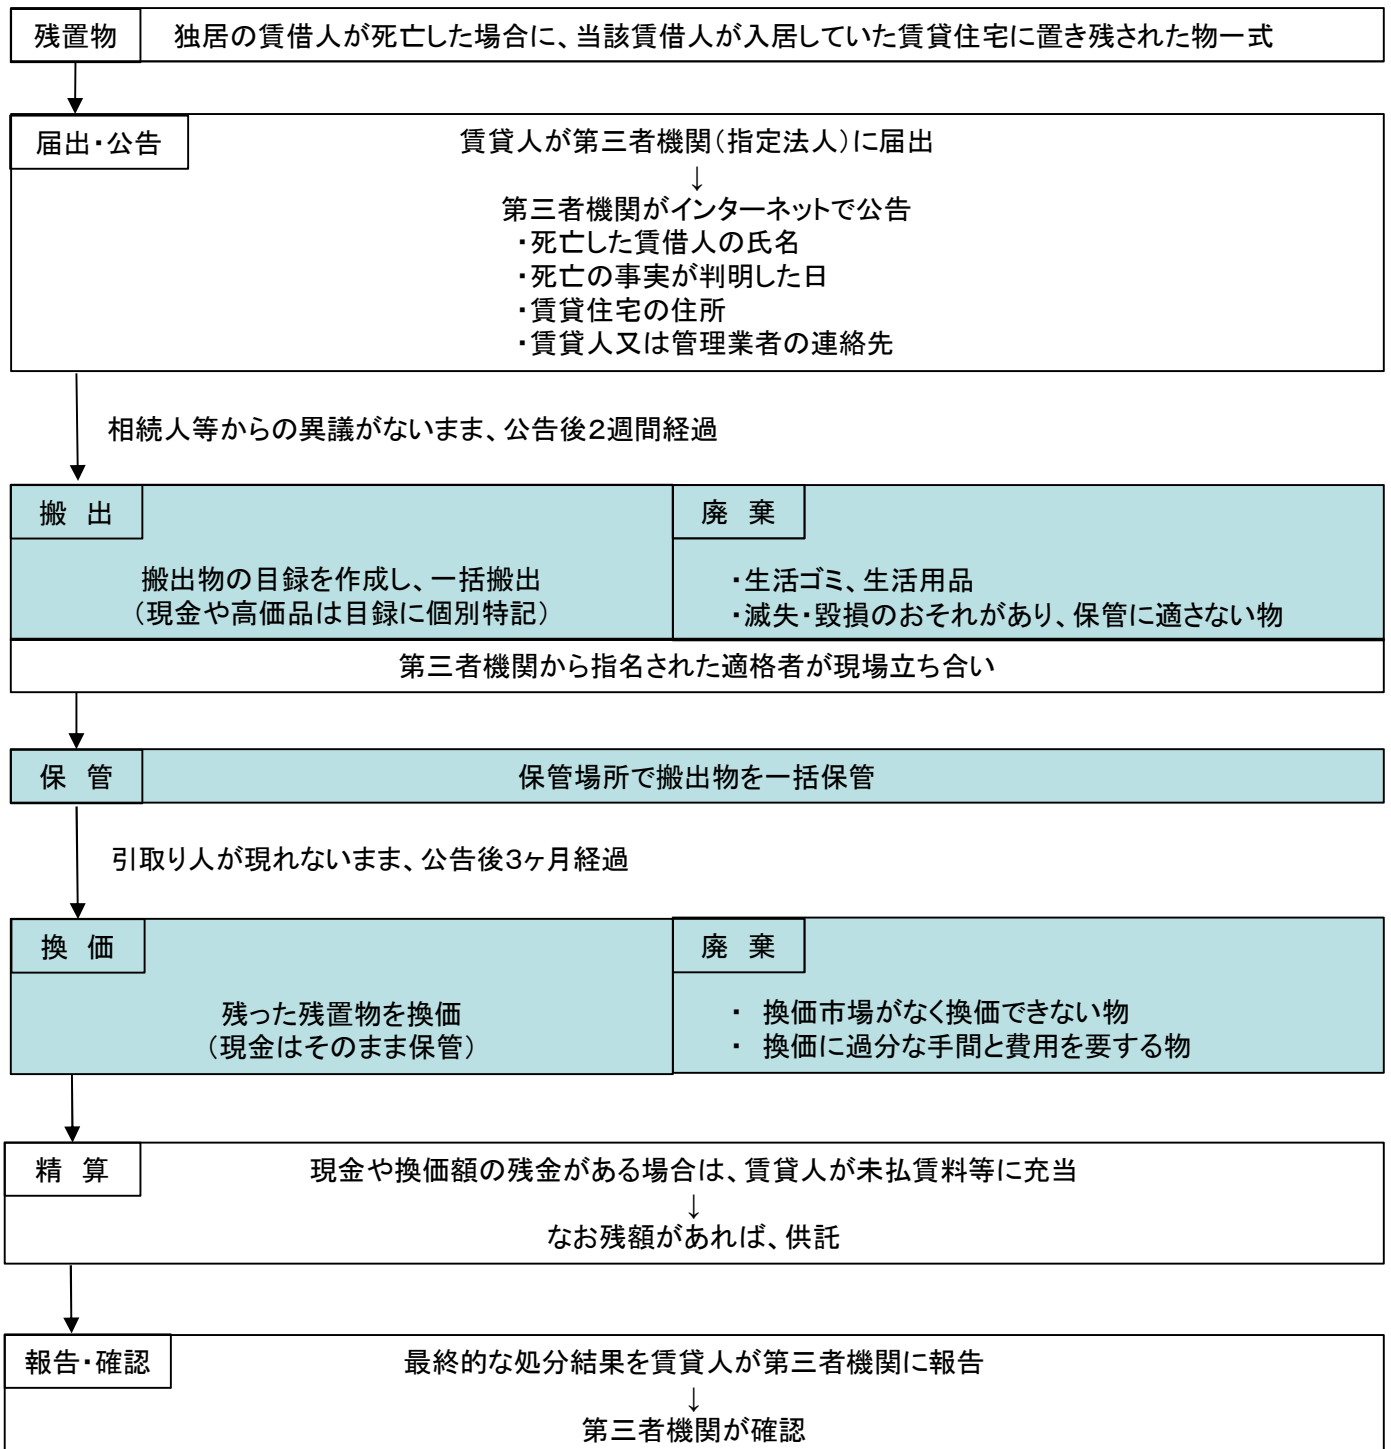 残置物
独居の賃借人が死亡した場合に、当該賃借人が入居していた賃貸住宅に置き残された物一式
届出・公告
賃貸人が第三者機関（指定法人）に届出
↓
第三者機関がインターネットで公告
・死亡した賃借人の氏名
・死亡の事実が判明した日
・賃貸住宅の住所
・賃貸人又は管理業者の連絡先
相続人等からの異議がないまま、公告後２週間経過
搬　出
搬出物の目録を作成し、一括搬出
（現金や高価品は目録に個別特記）
廃　棄
・生活ゴミ、生活用品
・滅失・毀損のおそれがあり、保管に適さない物
第三者機関から指名された適格者が現場立ち合い
保　管
保管場所で搬出物を一括保管
引取り人が現れないまま、公告後３ヶ月経過
換　価
残った残置物を換価
（現金はそのまま保管）
廃　棄
・　換価市場がなく換価できない物
・　換価に過分な手間と費用を要する物
精　算
現金や換価額の残金がある場合は、賃貸人が未払賃料等に充当
↓
なお残額があれば、供託
報告・確認
最終的な処分結果を賃貸人が第三者機関に報告
↓
第三者機関が確認